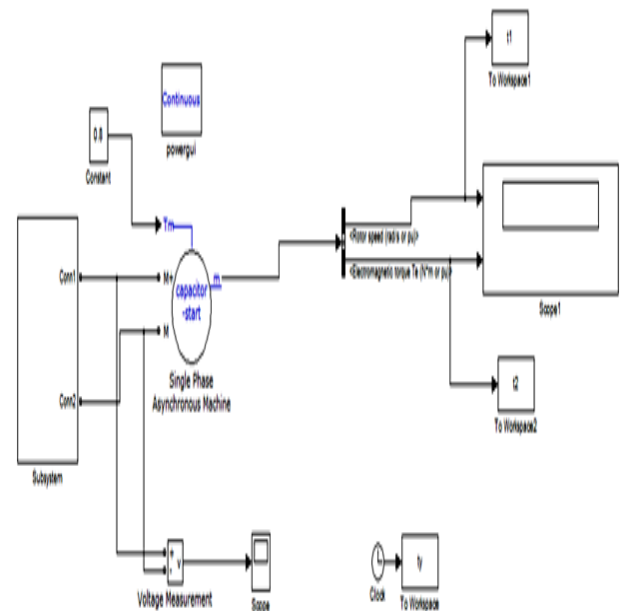 t1
To Workspace1
Continuous
powergui
0.8
Constant
Tm
Conn1
M+
m
capacitor
-start
M
Conn2
Single Phase
Asynchronous Machine
<Rotor speed (rad/s or pu)>
<Electromagnetic torque Te (N*m or pu)>
Scope1
t2
To Workspace2
Subsystem
+
-
v
Voltage Measurement
Scope
Clock
ty
To Workspace